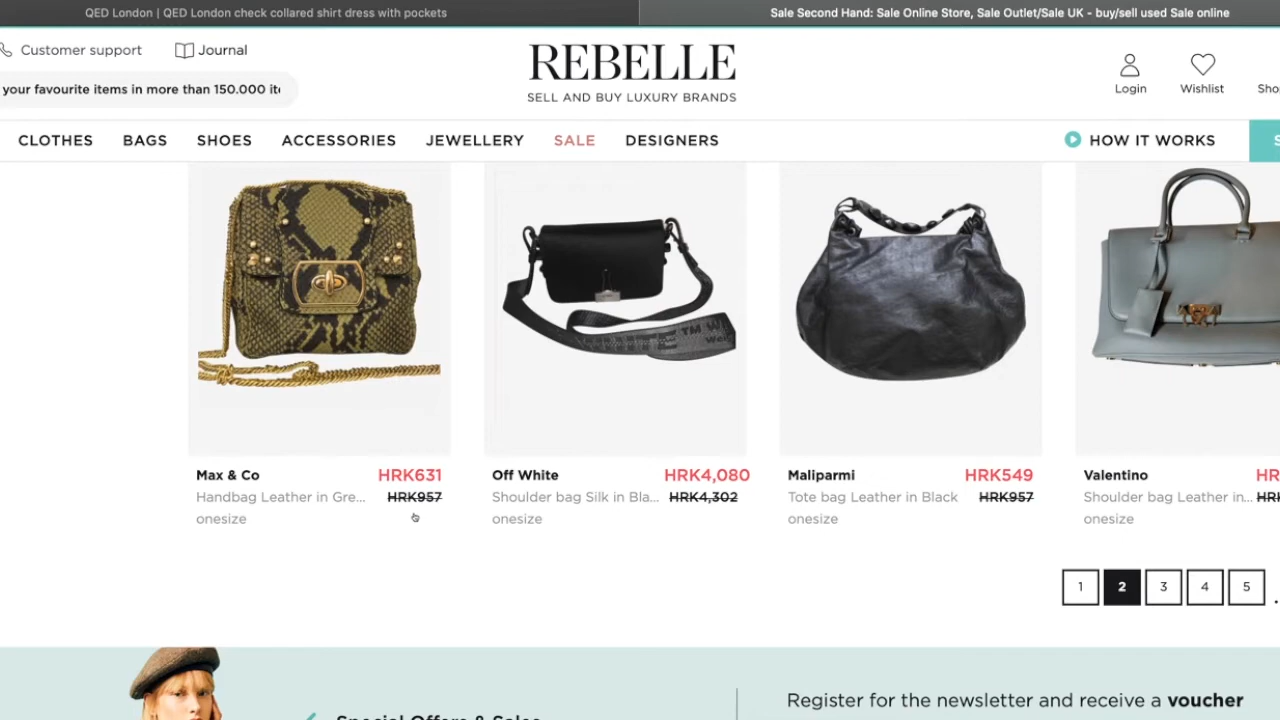 QED London | QED London check collared shirt dress with pockets
Sale Second Hand: Sale Online Store, Sale Outlet/Sale UK - buy/sell used Sale online
Customer support
Journal
REBELLE
SELL AND BUY LUXURY BRANDS
your favourite items in more than 150.000 it
Login
Wishlist
CLOTHES BAGS SHOES ACCESSORIES JEWELLERY SALE DESIGNERS
HOW IT WORKS
Max & Co HRK631
Handbag Leather in Gre... HRK957
onesize
Off White HRK4,080
Shoulder bag Silk in Bla... HRK4,302
onesize
Maliparmi HRK549
Tote bag Leather in Black HRK957
onesize
Valentino HR
Shoulder bag Leather in... HR
onesize
1 2 3 4 5
Special Offers & Sales
Register for the newsletter and receive a voucher